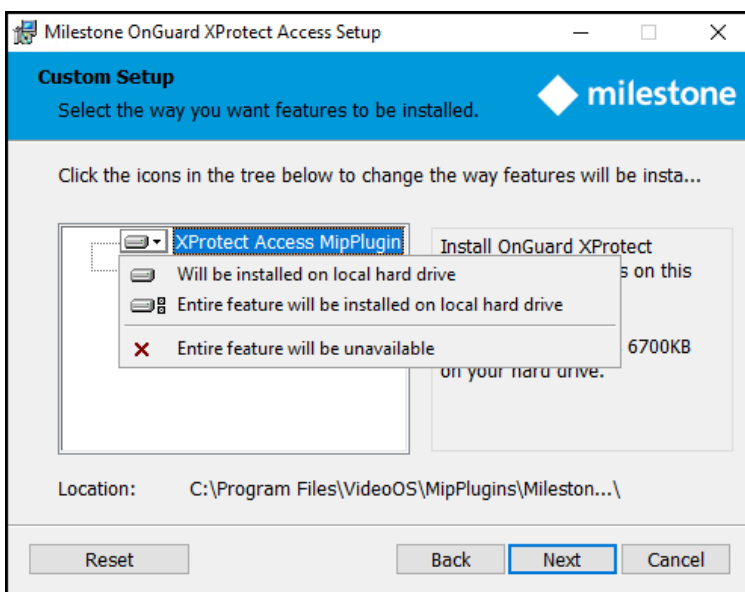 Milestone OnGuard XProtect Access Setup
Custom Setup
Select the way you want features to be installed.
milestone
Click the icons in the tree below to change the way features will be insta...
XProtect Access MipPlugin
Install OnGuard XProtect
s on this
Will be installed on local hard drive
Entire feature will be installed on local hard drive
Entire feature will be unavailable
6700KB
on your hard drive.
Location: C:\Program Files\VideoOS\MipPlugins\Mileston...\
Reset Back Next Cancel